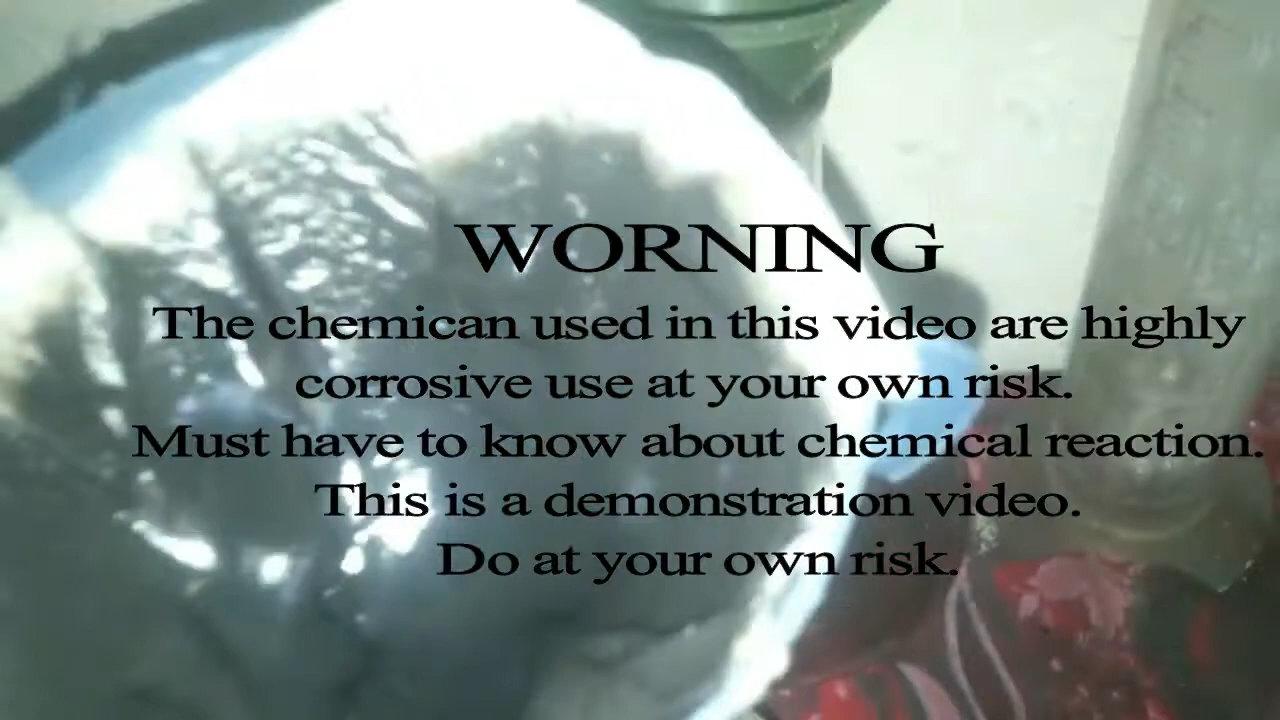 WORNING
The chemican used in this video are highly
corrosive use at your own risk.
Must have to know about chemical reaction.
This is a demonstration video.
Do at your own risk.